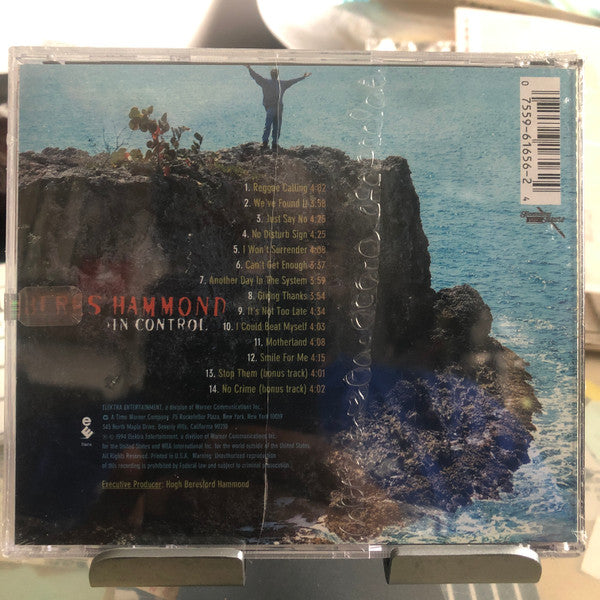 1. Reggae Calling 4:02
2. We've Found It 3:58
3. Just Say No 4:25
4. No Disturb Sign 4:25
5. I Won't Surrender 4:08
6. Can't Get Enough 3:37
7. Another Day In The System 3:59
8. Giving Thanks 3:54
9. It's Not Too Late 4:34
10. I Could Beat Myself 4:03
11. Motherland 4:08
12. Smile For Me 4:15
13. Stop Them (bonus track) 4:01
14. No Crime (bonus track) 4:02
BERES HAMMOND
IN CONTROL
ELEKTRA ENTERTAINMENT, a division of Warner Communications Inc.,
A Time Warner Company. 75 Rockefeller Plaza, New York, New York 10019
345 North Maple Drive, Beverly Hills, California 90210
℗ © 1994 Elektra Entertainment, a division of Warner Communications Inc.
for the United States and WEA International Inc. for the world outside of the United States.
All Rights Reserved. Printed in U.S.A. Warning: Unauthorized reproduction
of this recording is prohibited by Federal law and subject to criminal prosecution.
Executive Producer: Hugh Beresford Hammond
0 7559-61656-2 4